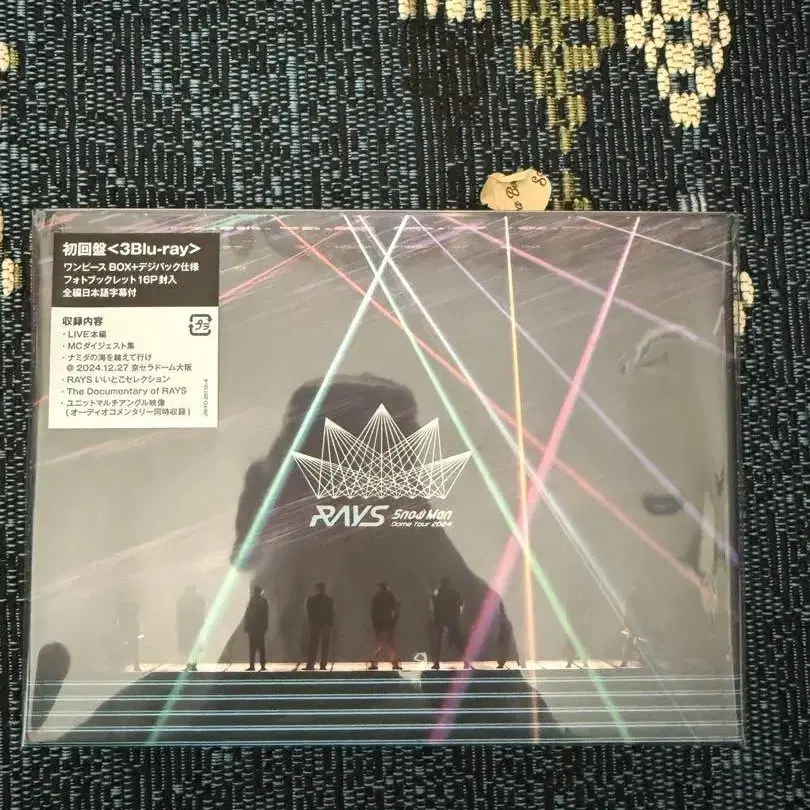 初回盤<3Blu-ray>
ワンピース BOX+デジパック仕様
フォトブックレット16P封入
全編日本語字幕付
収録内容
プラ
・LIVE本編
・MCダイジェスト集
・ナミダの海を越えて行け
@ 2024.12.27 京セラドーム大阪
・RAYS いいとこセレクション
・The Documentary of RAYS
・ユニットマルチアングル映像
(オーディオコメンタリー同時収録)
RAYS Snow Man
Dome Tour 2024